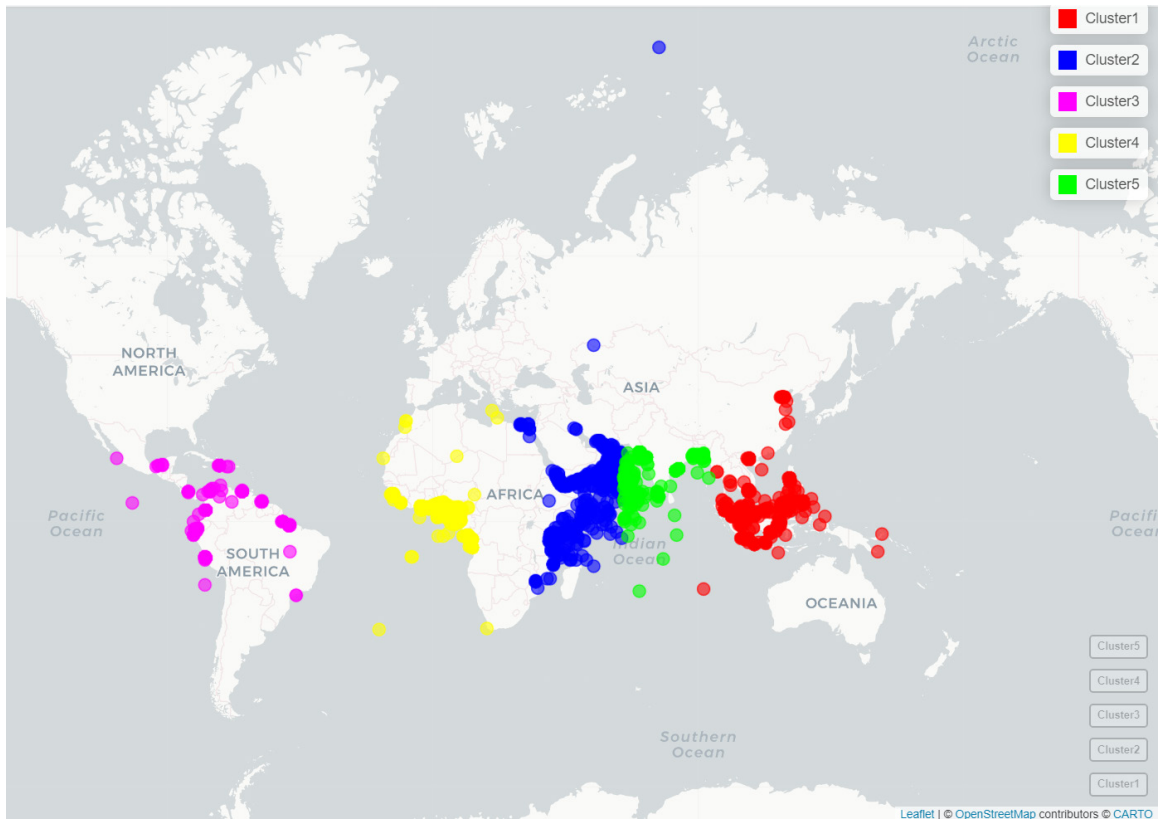 Cluster1
Arctic
Ocean
Cluster2
Cluster3
Cluster4
Cluster5
NORTH
AMERICA
ASIA
AFRICA
Pacific
Ocean
Pacific
Ocean
Indian
Ocean
SOUTH
AMERICA
OCEANIA
Cluster5
Cluster4
Cluster3
Southern
Ocean
Cluster2
Cluster1
Leaflet | © OpenStreetMap contributors © CARTO